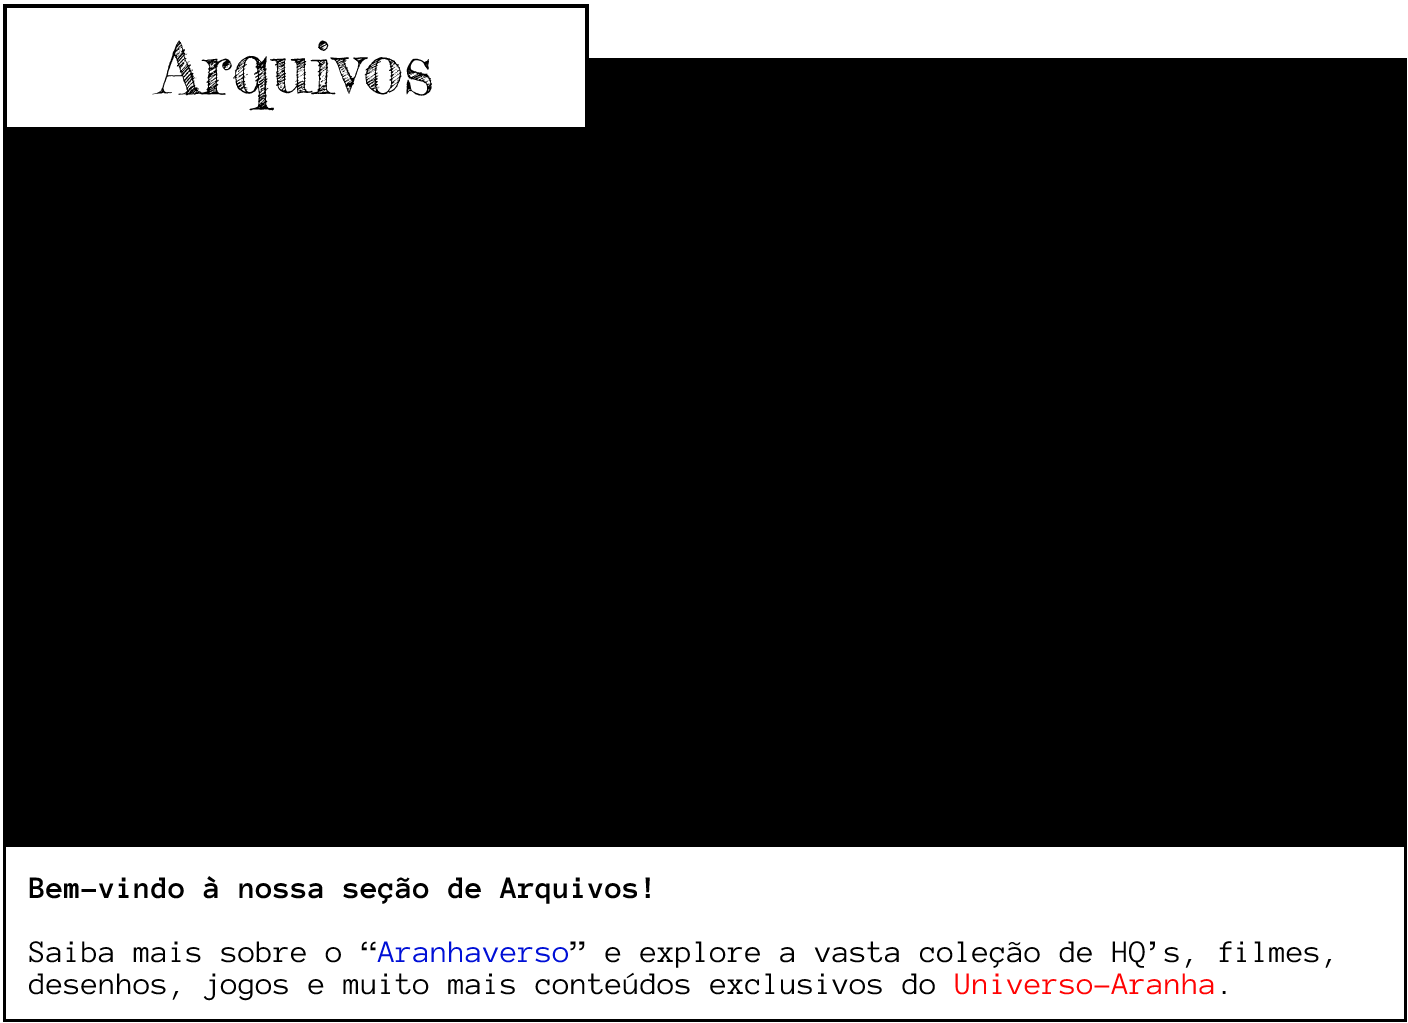 Arquivos
Bem-vindo à nossa seção de Arquivos!
Saiba mais sobre o “Aranhaverso” e explore a vasta coleção de HQ’s, filmes,
desenhos, jogos e muito mais conteúdos exclusivos do Universo-Aranha.